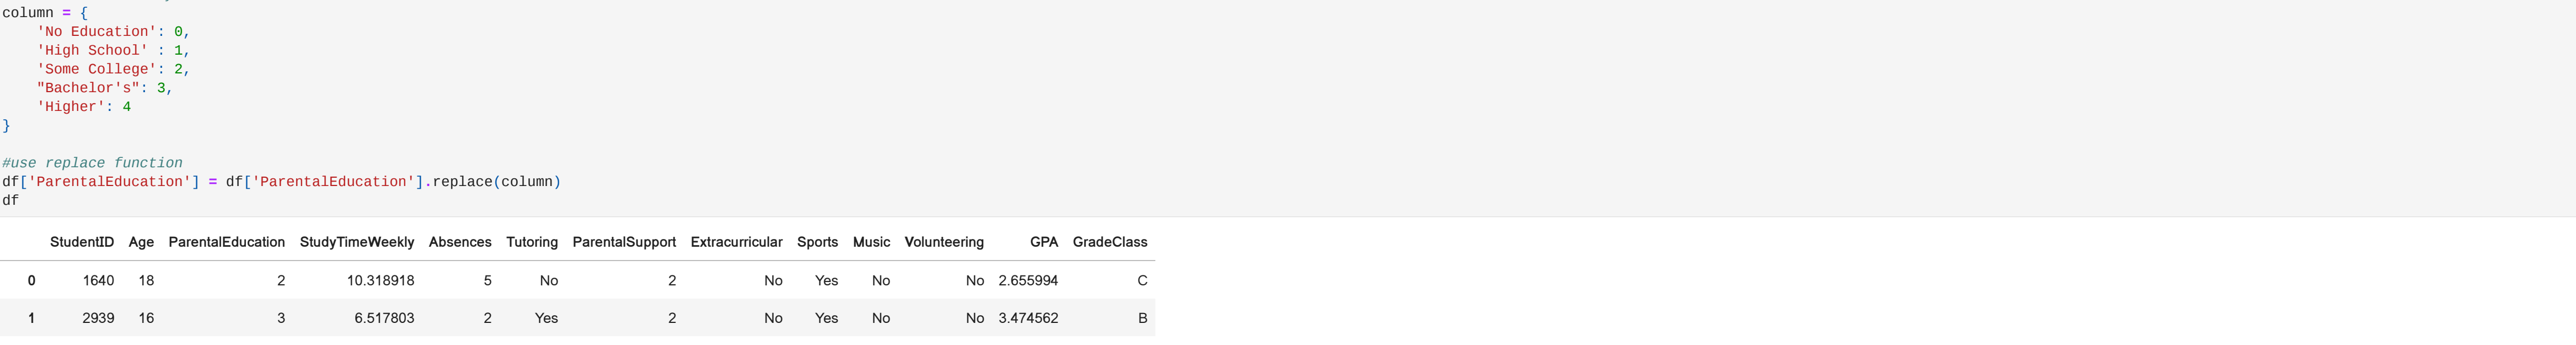 column = {
    'No Education': 0,
    'High School' : 1,
    'Some College': 2,
    "Bachelor's": 3,
    'Higher': 4
}
#use replace function
df['ParentalEducation'] = df['ParentalEducation'].replace(column)
df
StudentID Age ParentalEducation StudyTimeWeekly Absences Tutoring ParentalSupport Extracurricular Sports Music Volunteering GPA GradeClass
0 1640 18 2 10.318918 5 No 2 No Yes No No 2.655994 C
1 2939 16 3 6.517803 2 Yes 2 No Yes No No 3.474562 B